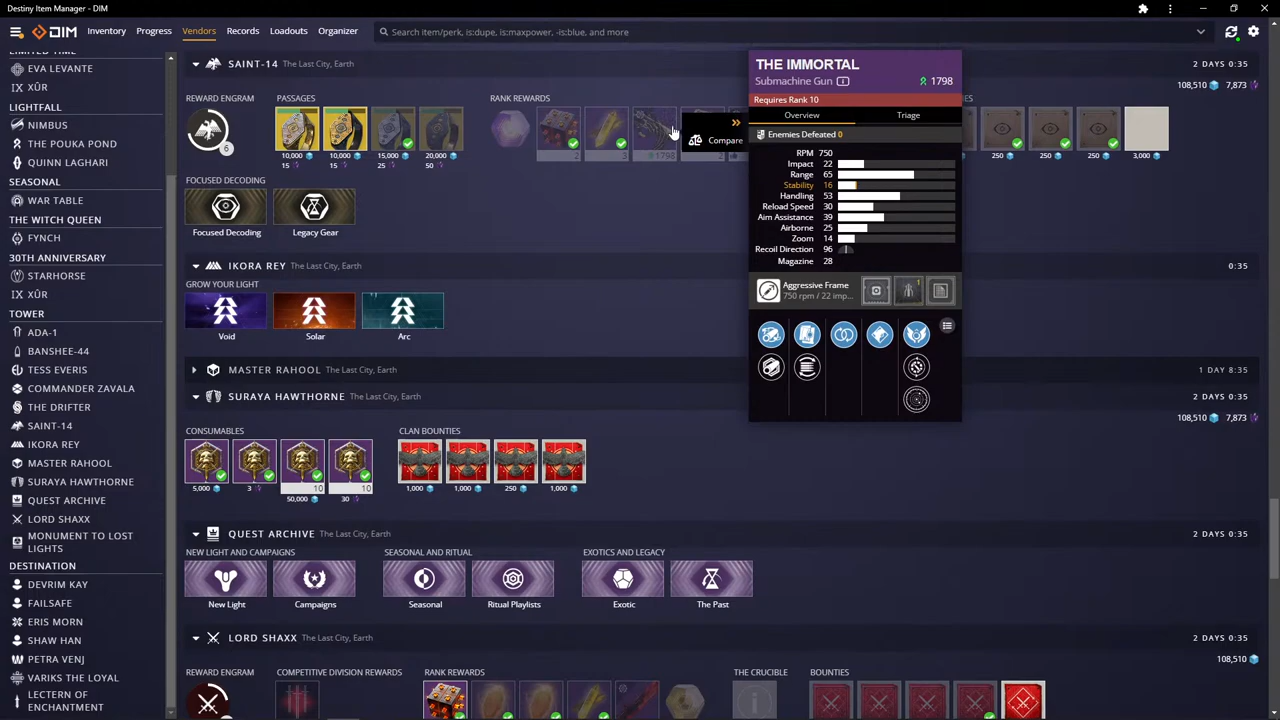 Destiny Item Manager - DIM
DIM
Inventory
Progress
Vendors
Records
Loadouts
Organizer
Search item/perk, is:dupe, is:maxpower, -is:blue, and more
LIMITED TIME
EVA LEVANTE
XÛR
LIGHTFALL
NIMBUS
THE POUKA POND
QUINN LAGHARI
SEASONAL
WAR TABLE
THE WITCH QUEEN
FYNCH
30TH ANNIVERSARY
STARHORSE
XÛR
TOWER
ADA-1
BANSHEE-44
TESS EVERIS
COMMANDER ZAVALA
THE DRIFTER
SAINT-14
IKORA REY
MASTER RAHOOL
SURAYA HAWTHORNE
QUEST ARCHIVE
LORD SHAXX
MONUMENT TO LOST
LIGHTS
DESTINATION
DEVRIM KAY
FAILSAFE
ERIS MORN
SHAW HAN
PETRA VENJ
VARIKS THE LOYAL
LECTERN OF
ENCHANTMENT
SAINT-14 The Last City, Earth
2 DAYS 0:35
108,510 7,873
REWARD ENGRAM
PASSAGES
RANK REWARDS
6
10,000 10,000 15,000 20,000
15 15 25 50
2 3 1798 2
250 250 250 3,000
FOCUSED DECODING
Focused Decoding
Legacy Gear
Compare
THE IMMORTAL
Submachine Gun
1798
Requires Rank 10
Overview
Triage
Enemies Defeated 0
RPM 750
Impact 22
Range 65
Stability 16
Handling 53
Reload Speed 30
Aim Assistance 39
Airborne 25
Zoom 14
Recoil Direction 96
Magazine 28
Aggressive Frame
750 rpm / 22 imp...
IKORA REY The Last City, Earth
0:35
GROW YOUR LIGHT
Void
Solar
Arc
MASTER RAHOOL The Last City, Earth
1 DAY 8:35
SURAYA HAWTHORNE The Last City, Earth
2 DAYS 0:35
108,510 7,873
CONSUMABLES
CLAN BOUNTIES
10 10
5,000 3 50,000 30
1,000 1,000 250 1,000
QUEST ARCHIVE The Last City, Earth
2 DAYS 0:35
NEW LIGHT AND CAMPAIGNS
SEASONAL AND RITUAL
EXOTICS AND LEGACY
New Light
Campaigns
Seasonal
Ritual Playlists
Exotic
The Past
LORD SHAXX The Last City, Earth
2 DAYS 0:35
108,510
REWARD ENGRAM
COMPETITIVE DIVISION REWARDS
RANK REWARDS
THE CRUCIBLE
BOUNTIES